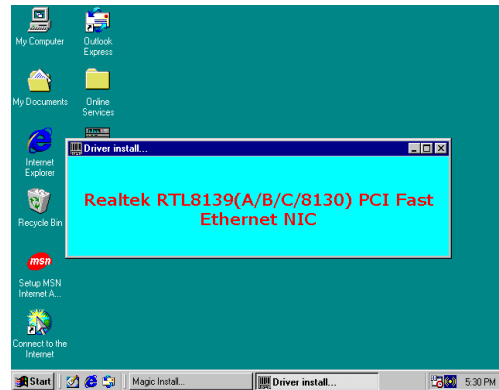 My Computer
Outlook
Express
My Documents
Online
Services
Driver install...
Internet
Explorer
Realtek RTL8139(A/B/C/8130) PCI Fast
Ethernet NIC
Recycle Bin
msn
Setup MSN
Internet A...
Connect to the
Internet
Start
Magic Install...
Driver install...
5:30 PM